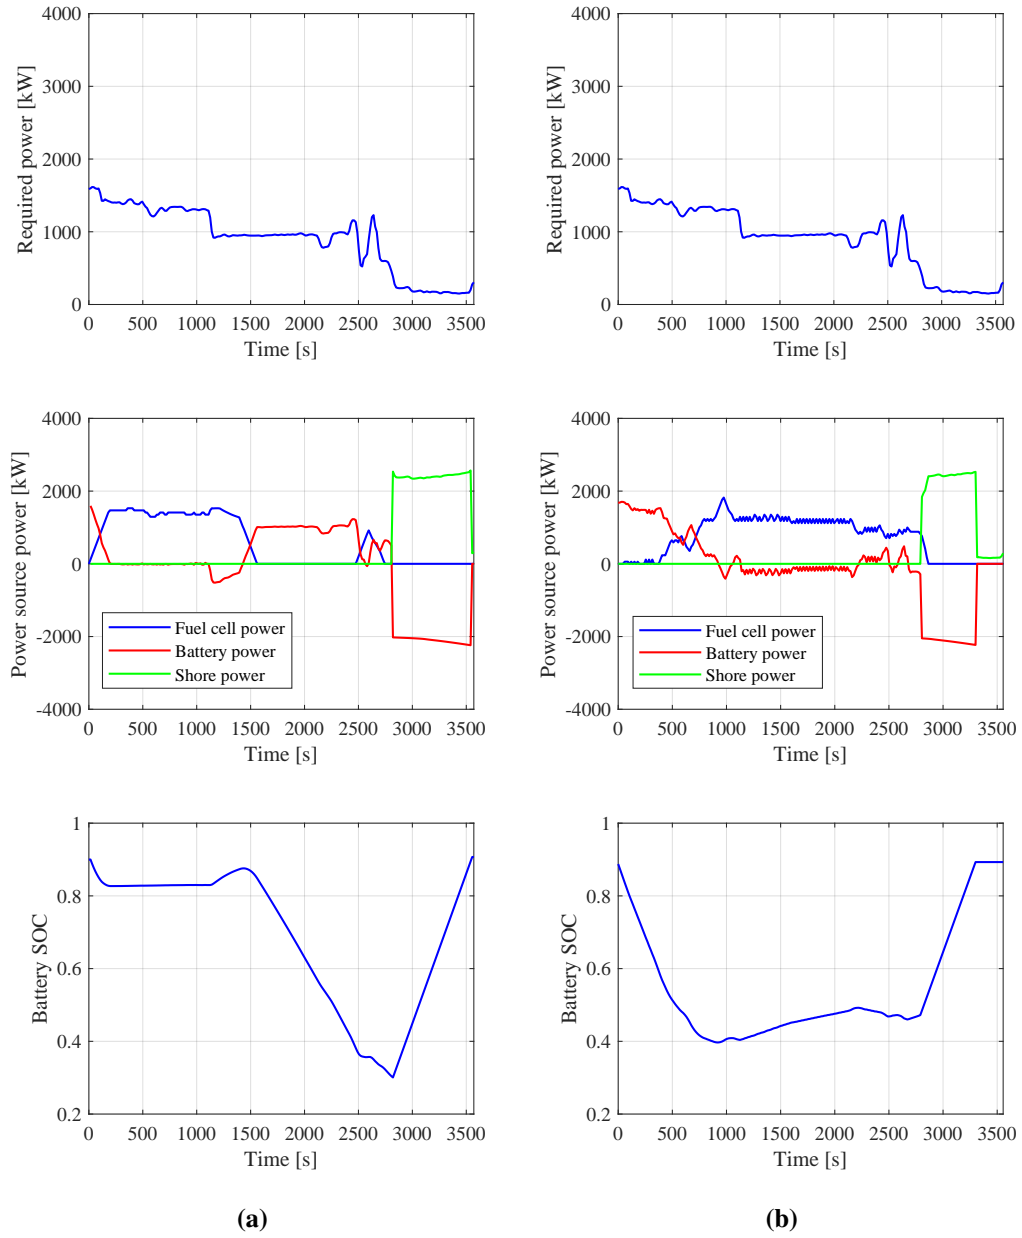 4000
3000
2000
1000
0
Required power [kW]
0 500 1000 1500 2000 2500 3000 3500
Time [s]
4000
3000
2000
1000
0
Required power [kW]
0 500 1000 1500 2000 2500 3000 3500
Time [s]
4000
2000
0
-2000
-4000
Power source power [kW]
Fuel cell power
Battery power
Shore power
0 500 1000 1500 2000 2500 3000 3500
Time [s]
4000
2000
0
-2000
-4000
Power source power [kW]
Fuel cell power
Battery power
Shore power
0 500 1000 1500 2000 2500 3000 3500
Time [s]
1
0.8
0.6
0.4
0.2
Battery SOC
0 500 1000 1500 2000 2500 3000 3500
Time [s]
1
0.8
0.6
0.4
0.2
Battery SOC
0 500 1000 1500 2000 2500 3000 3500
Time [s]
(a)
(b)